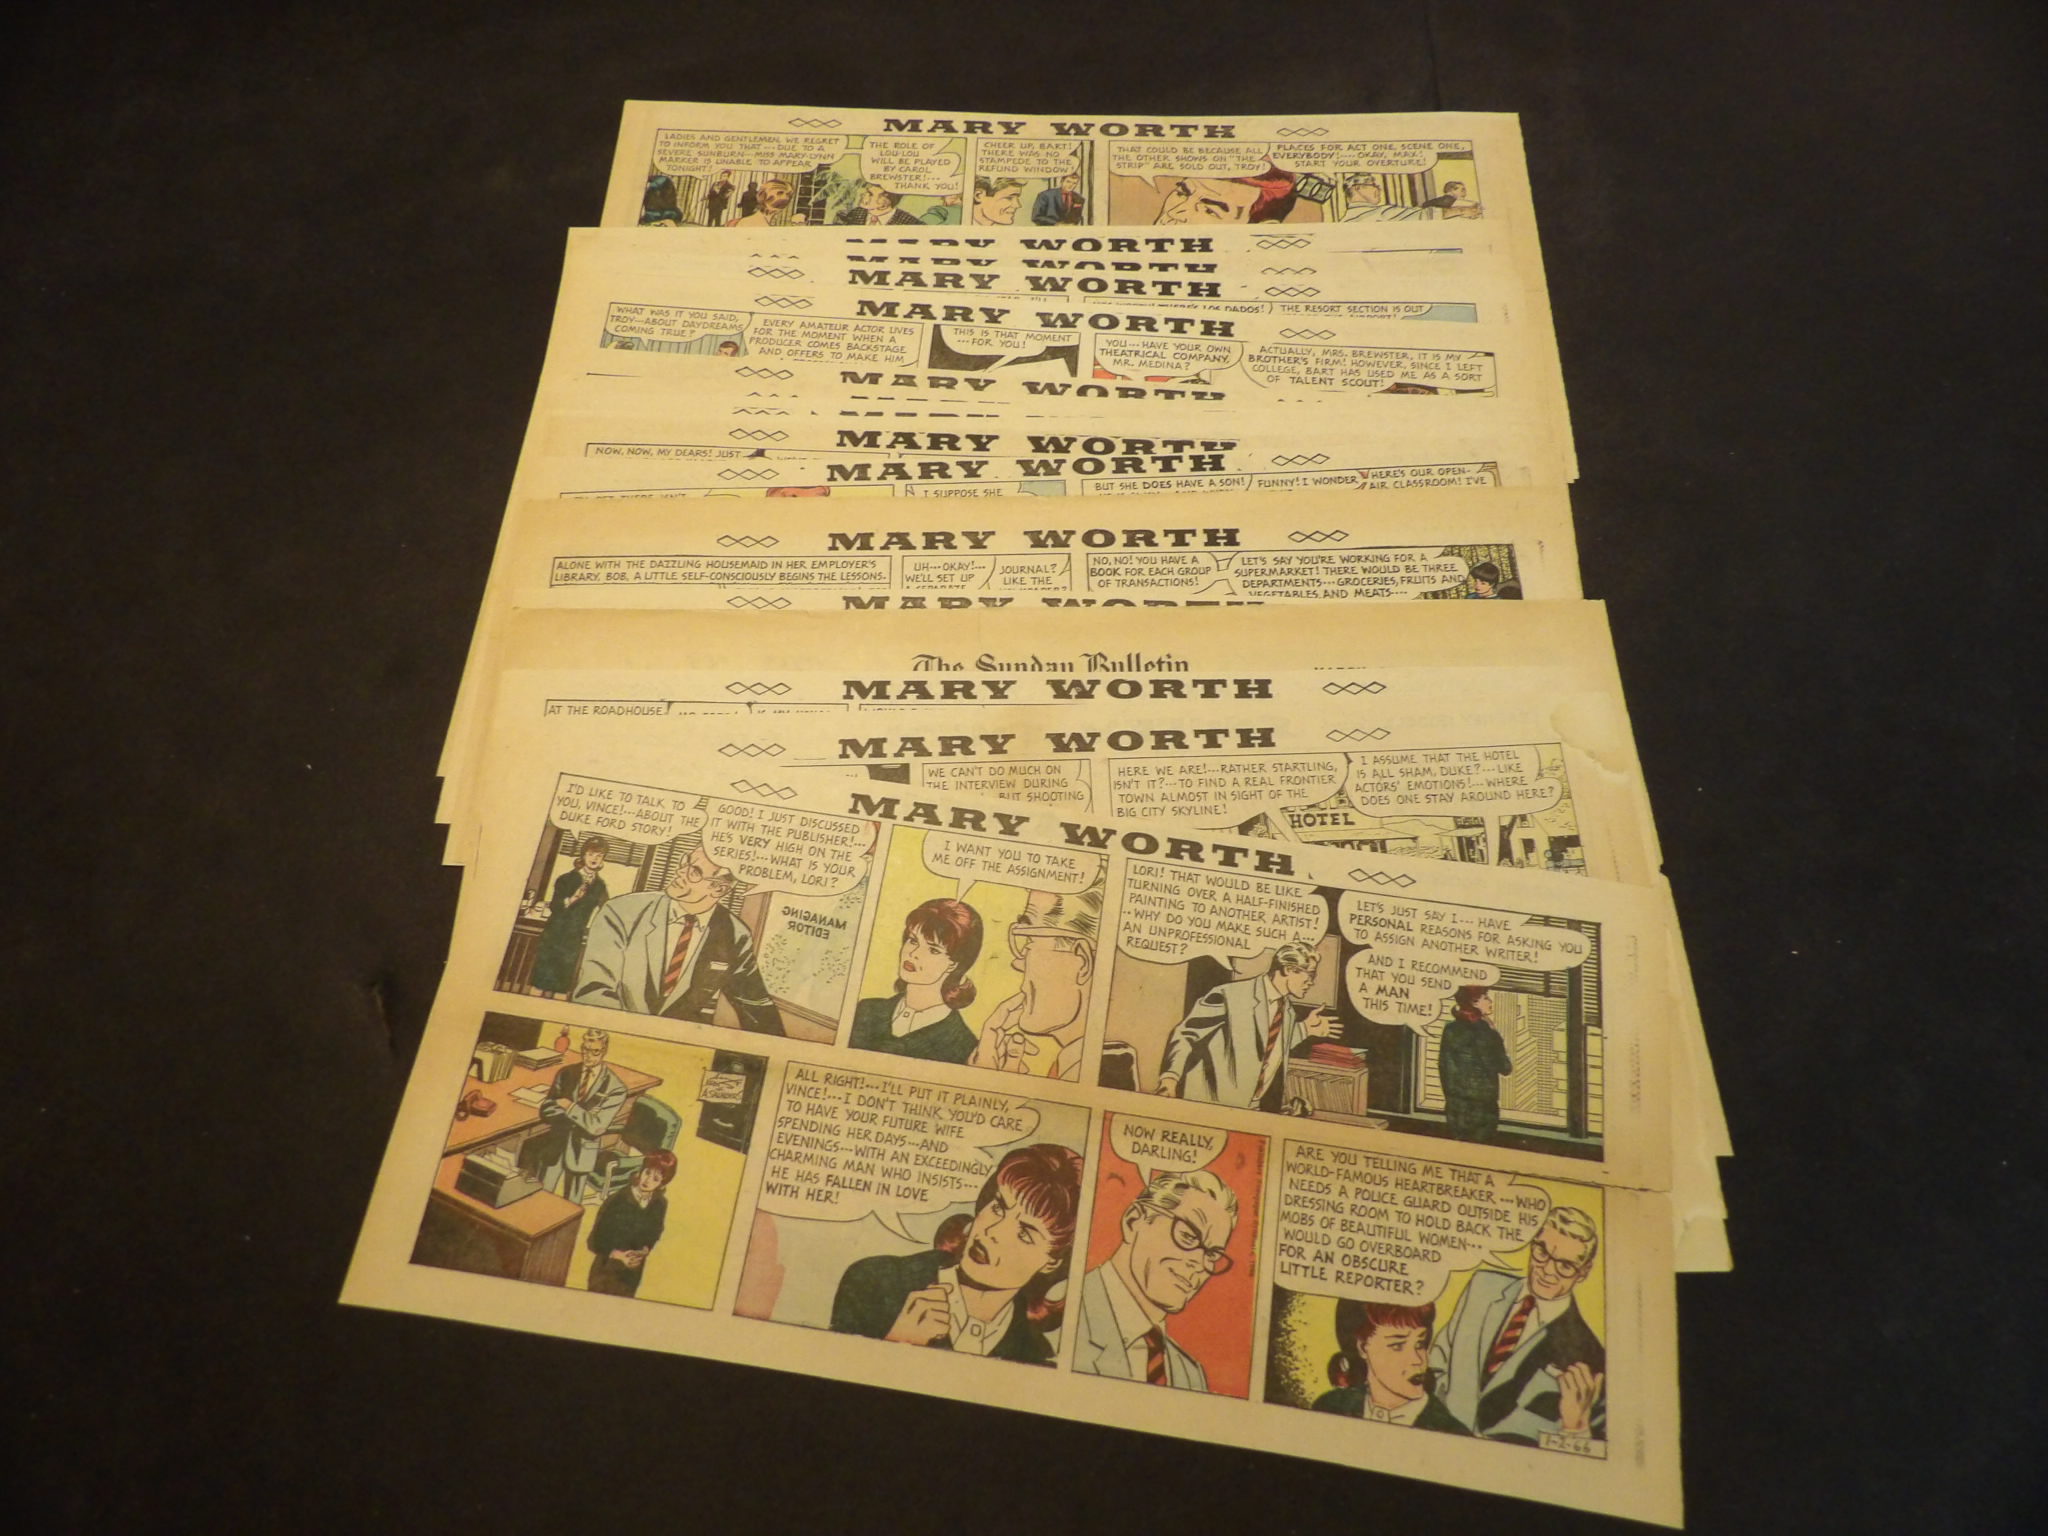 MARY WORTH
LADIES AND GENTLEMEN, WE REGRET
TO INFORM YOU THAT --- DUE TO A
SEVERE SUNBURN -- MISS MARY-LYNN
MARKER IS UNABLE TO APPEAR
TONIGHT!
THE ROLE OF
LOU-LOU
WILL BE PLAYED
BY CAROL
BREWSTER!...
THANK YOU!
CHEER UP, BART!
THERE WAS NO
STAMPEDE TO THE
REFUND WINDOW!
THAT COULD BE BECAUSE ALL
THE OTHER SHOWS ON "THE
STRIP" ARE SOLD OUT, TROY!
PLACES FOR ACT ONE, SCENE ONE,
EVERYBODY!---- OKAY, MAX!
START YOUR OVERTURE!
MARY WORTH
MARY WORTH
MARY WORTH
THE RESORT SECTION IS OUT
MARY WORTH
WHAT WAS IT YOU SAID,
TROY---ABOUT DAYDREAMS
COMING TRUE?
EVERY AMATEUR ACTOR LIVES
FOR THE MOMENT WHEN A
PRODUCER COMES BACKSTAGE
AND OFFERS TO MAKE HIM
THIS IS THAT MOMENT
---FOR YOU!
YOU--- HAVE YOUR OWN
THEATRICAL COMPANY,
MR. MEDINA?
ACTUALLY, MRS. BREWSTER, IT IS MY
BROTHER'S FIRM! HOWEVER, SINCE I LEFT
COLLEGE, BART HAS USED ME AS A SORT
OF TALENT SCOUT!
MARY WORTH
MARY
MARY WORTH
NOW, NOW, MY DEARS! JUST
MARY WORTH
I SUPPOSE SHE
BUT SHE DOES HAVE A SON!
FUNNY! I WONDER
HERE'S OUR OPEN-
AIR CLASSROOM! I'VE
MARY WORTH
ALONE WITH THE DAZZLING HOUSEMAID IN HER EMPLOYER'S
LIBRARY, BOB, A LITTLE SELF-CONSCIOUSLY BEGINS THE LESSONS.
UH---OKAY!---
WE'LL SET UP
A SEPARATE
JOURNAL?
LIKE THE
NO, NO! YOU HAVE A
BOOK FOR EACH GROUP
OF TRANSACTIONS!
LET'S SAY YOU'RE WORKING FOR A
SUPERMARKET! THERE WOULD BE THREE
DEPARTMENTS---GROCERIES, FRUITS AND
VEGETABLES, AND MEATS----
MARY WORTH
The Sunday Bulletin
MARY WORTH
AT THE ROADHOUSE
MARY WORTH
WE CAN'T DO MUCH ON
THE INTERVIEW DURING
BUT SHOOTING
HERE WE ARE!---RATHER STARTLING,
ISN'T IT?---TO FIND A REAL FRONTIER
TOWN ALMOST IN SIGHT OF THE
BIG CITY SKYLINE!
I ASSUME THAT THE HOTEL
IS ALL SHAM, DUKE?---LIKE
ACTORS' EMOTIONS!---WHERE
DOES ONE STAY AROUND HERE?
HOTEL
MARY WORTH
I'D LIKE TO TALK TO
YOU, VINCE!---ABOUT THE
DUKE FORD STORY!
GOOD! I JUST DISCUSSED
IT WITH THE PUBLISHER!---
HE'S VERY HIGH ON THE
SERIES!---WHAT IS YOUR
PROBLEM, LORI?
MANAGING
EDITOR
I WANT YOU TO TAKE
ME OFF THE ASSIGNMENT!
LORI! THAT WOULD BE LIKE
TURNING OVER A HALF-FINISHED
PAINTING TO ANOTHER ARTIST!
--WHY DO YOU MAKE SUCH A---
AN UNPROFESSIONAL
REQUEST?
LET'S JUST SAY I--- HAVE
PERSONAL REASONS FOR ASKING YOU
TO ASSIGN ANOTHER WRITER!
AND I RECOMMEND
THAT YOU SEND
A MAN
THIS TIME!
ALL RIGHT!---I'LL PUT IT PLAINLY,
VINCE!---I DON'T THINK YOU'D CARE
TO HAVE YOUR FUTURE WIFE
SPENDING HER DAYS---AND
EVENINGS---WITH AN EXCEEDINGLY
CHARMING MAN WHO INSISTS---
HE HAS FALLEN IN LOVE
WITH HER!
NOW REALLY,
DARLING!
ARE YOU TELLING ME THAT A
WORLD-FAMOUS HEARTBREAKER---WHO
NEEDS A POLICE GUARD OUTSIDE HIS
DRESSING ROOM TO HOLD BACK THE
MOBS OF BEAUTIFUL WOMEN---
WOULD GO OVERBOARD
FOR AN OBSCURE
LITTLE REPORTER?
1-2-66